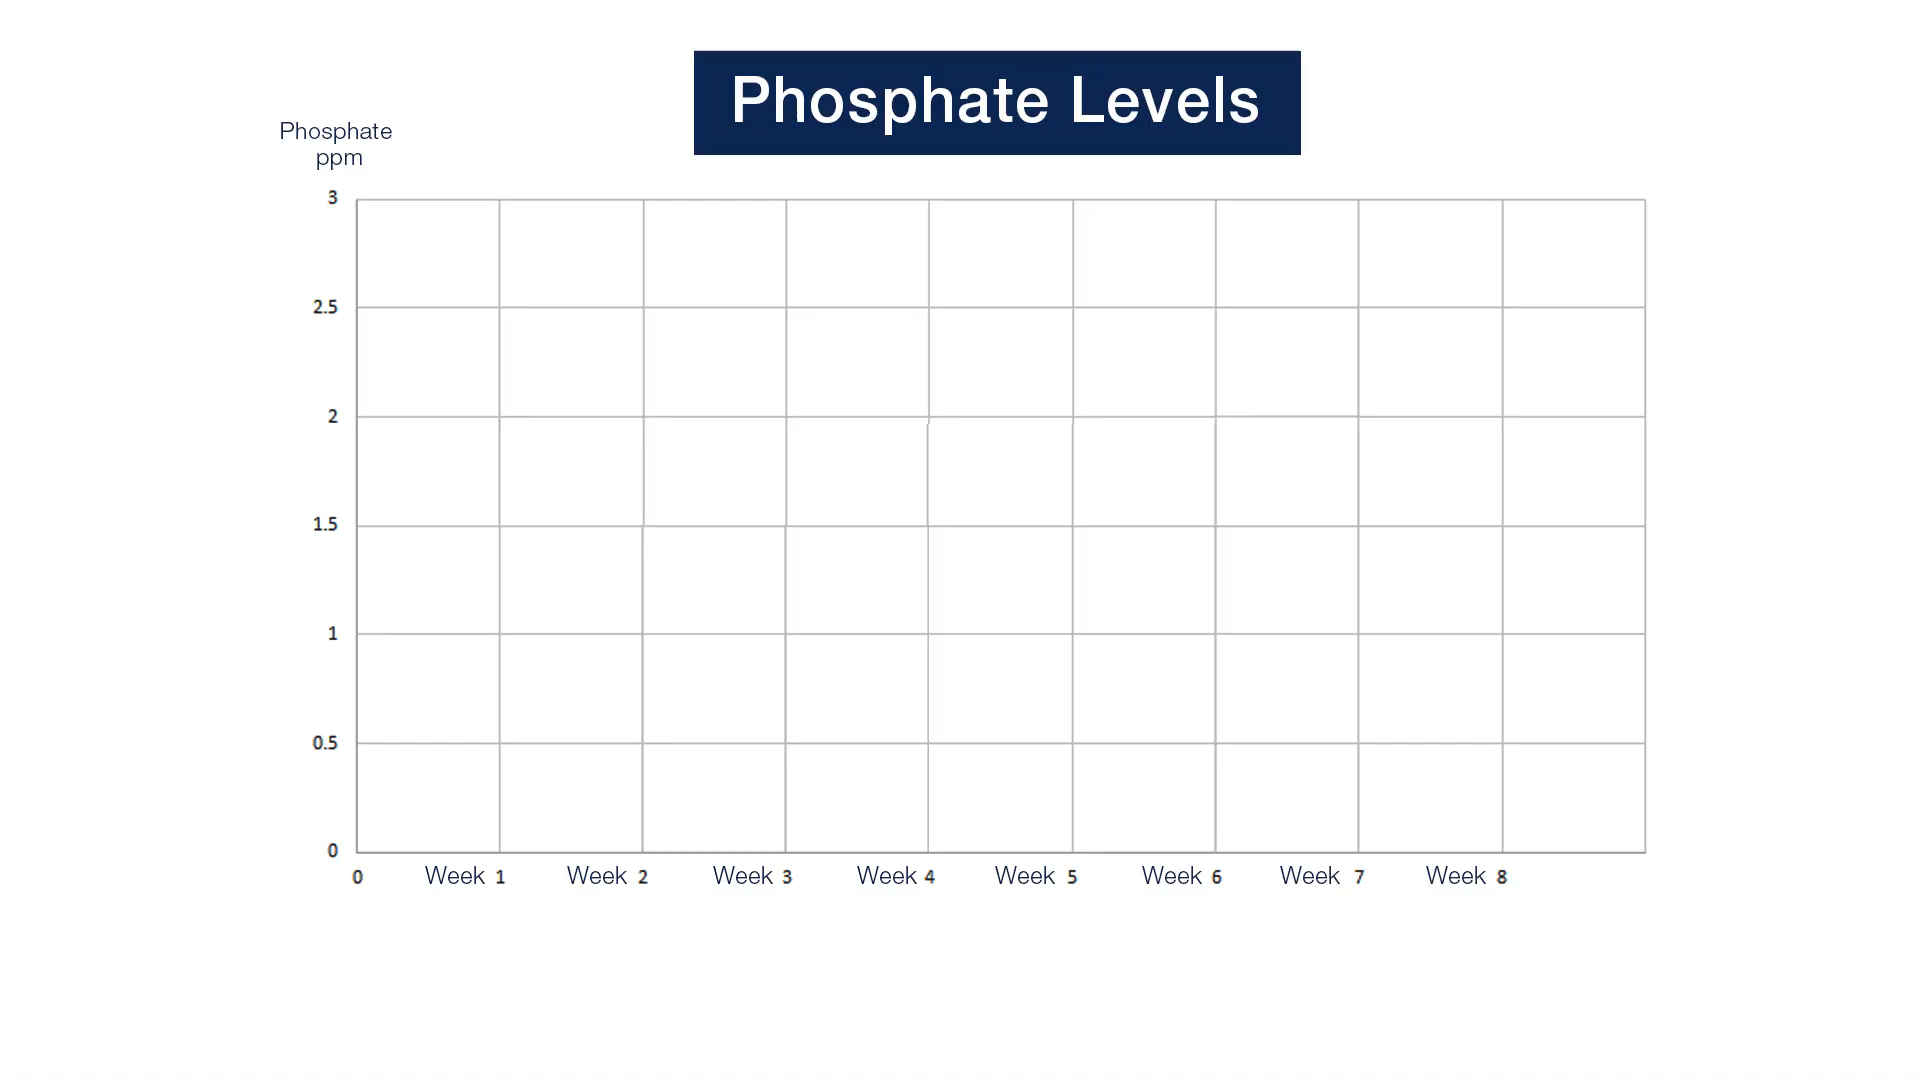 Phosphate Levels
Phosphate
ppm
3
2.5
2
1.5
1
0.5
0
0 Week 1 Week 2 Week 3 Week 4 Week 5 Week 6 Week 7 Week 8